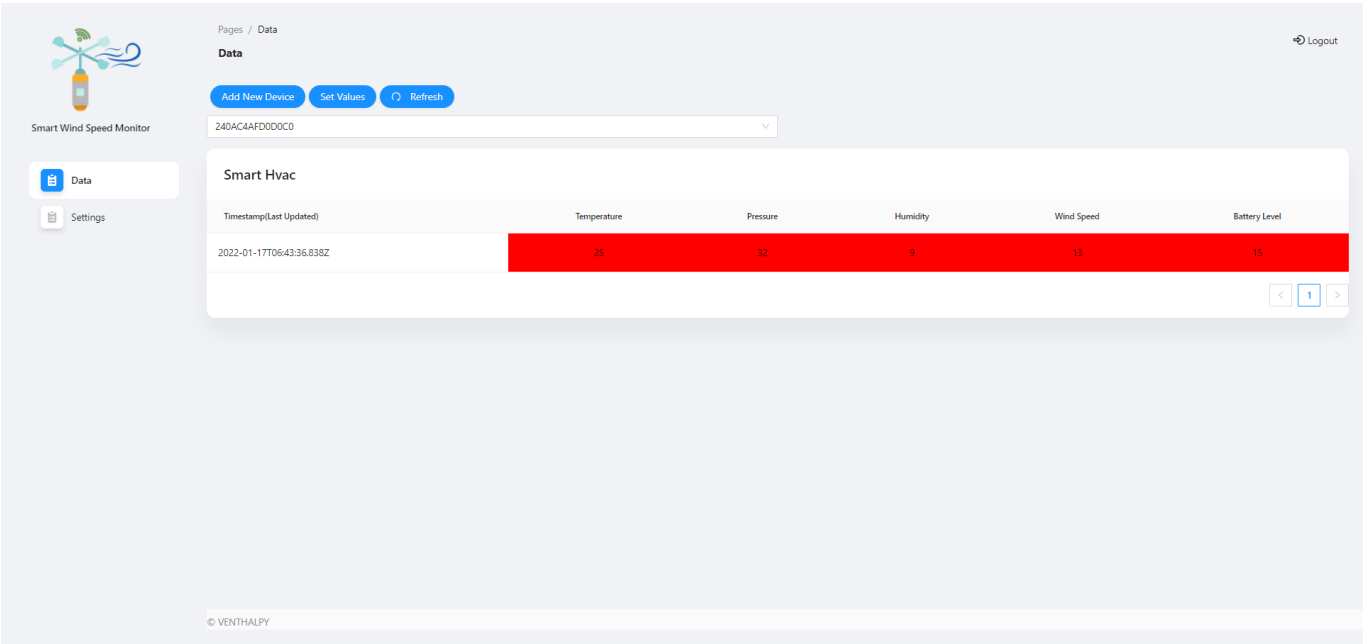 Pages / Data
Data
Logout
Smart Wind Speed Monitor
Add New Device Set Values Refresh
240AC4AFD0D0C0
Data
Settings
Smart Hvac
Timestamp(Last Updated) Temperature Pressure Humidity Wind Speed Battery Level
2022-01-17T06:43:36.838Z 25 32 9 13 15
< 1 >
© VENTHALPY